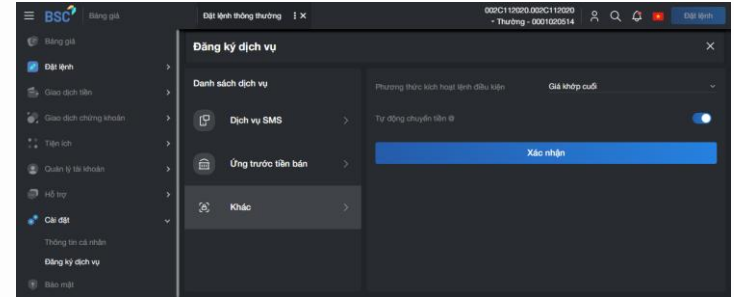 BSC
Bảng giá
Đặt lệnh thông thường
002C112020.002C112020
- Thường - 0001020514
Đặt lệnh
Bảng giá
Đặt lệnh
Giao dịch tiền
Giao dịch chứng khoán
Tiện ích
Quản lý tài khoản
Hỗ trợ
Cài đặt
Thông tin cá nhân
Đăng ký dịch vụ
Bảo mật
Đăng ký dịch vụ
Danh sách dịch vụ
Dịch vụ SMS
Ứng trước tiền bán
Khác
Phương thức kích hoạt lệnh điều kiện
Giá khớp cuối
Tự động chuyển tiền
Xác nhận